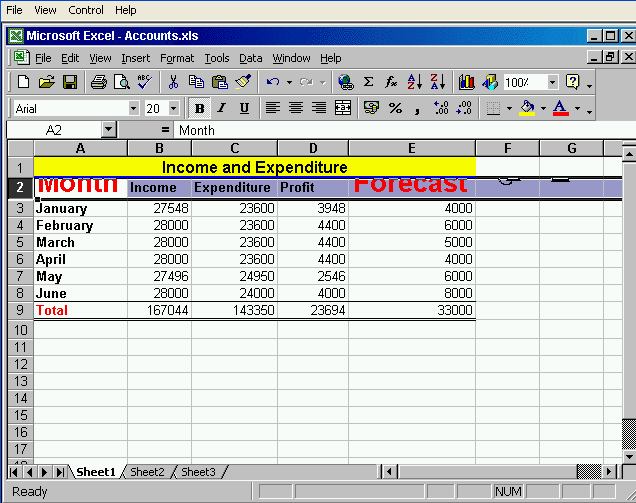 File View Control Help
Microsoft Excel - Accounts.xls
File Edit View Insert Format Tools Data Window Help
ABC Σ fx A Z Z A 100% ?
Arial 20 B I U % , A
A2 = Month
A B C D E F G
1 Income and Expenditure
2 Month Income Expenditure Profit Forecast
3 January 27548 23600 3948 4000
4 February 28000 23600 4400 6000
5 March 28000 23600 4400 5000
6 April 28000 23600 4400 4000
7 May 27496 24950 2546 6000
8 June 28000 24000 4000 8000
9 Total 167044 143350 23694 33000
10
11
12
13
14
15
16
17
Sheet1 Sheet2 Sheet3
Ready NUM